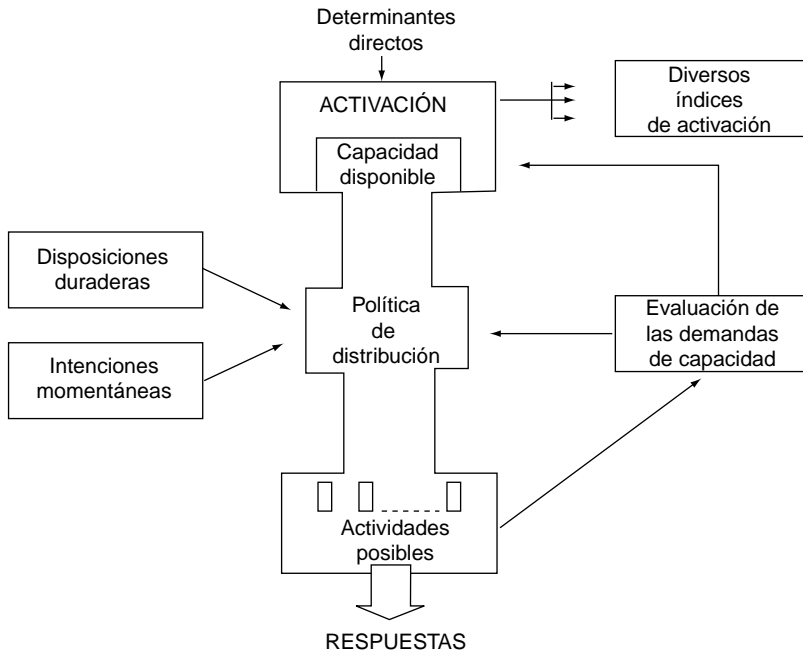 Determinantes
directos
ACTIVACIÓN
Capacidad
disponible
Diversos
índices
de activación
Disposiciones
duraderas
Intenciones
momentáneas
Política
de
distribución
Evaluación de
las demandas
de capacidad
Actividades
posibles
RESPUESTAS